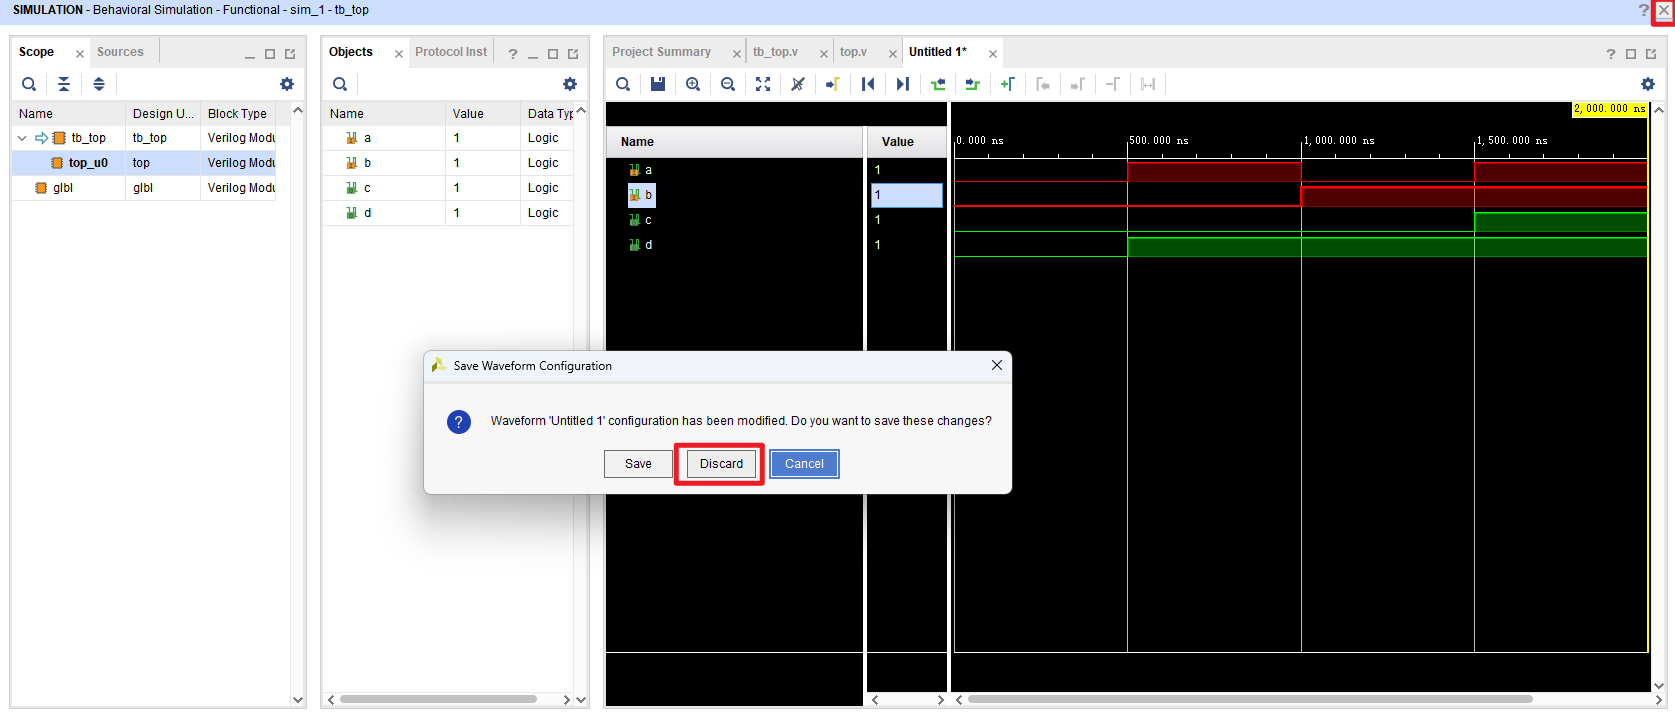 SIMULATION - Behavioral Simulation - Functional - sim_1 - tb_top
?
Scope
Sources
Name
Design U...
Block Type
tb_top
tb_top
Verilog Modu
top_u0
top
Verilog Modu
glbl
glbl
Verilog Modu
Objects
Protocol Inst
?
Name
Value
Data Typ
a
1
Logic
b
1
Logic
c
1
Logic
d
1
Logic
Project Summary
tb_top.v
top.v
Untitled 1*
?
Name
Value
a
1
b
1
c
1
d
1
2,000.000 ns
0.000 ns
500.000 ns
1,000.000 ns
1,500.000 ns
Save Waveform Configuration
?
Waveform 'Untitled 1' configuration has been modified. Do you want to save these changes?
Save
Discard
Cancel